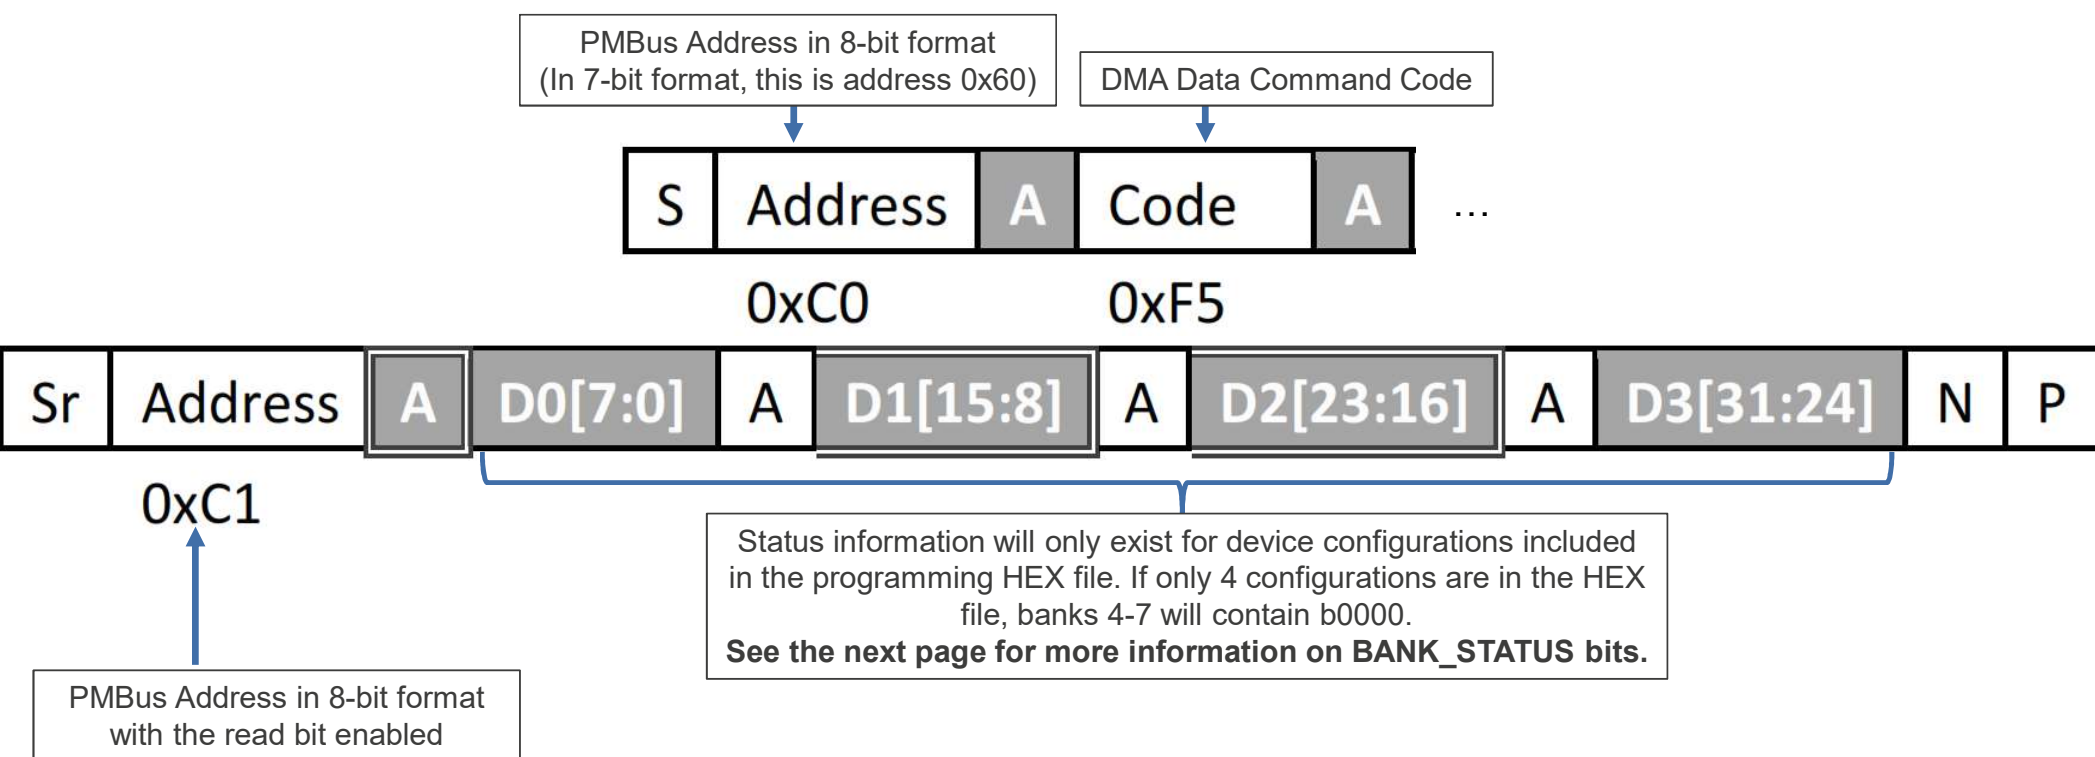 PMBus Address in 8-bit format
(In 7-bit format, this is address 0x60)
DMA Data Command Code
S Address A Code A ...
0xC0 0xF5
Sr Address A D0[7:0] A D1[15:8] A D2[23:16] A D3[31:24] N P
0xC1
Status information will only exist for device configurations included
in the programming HEX file. If only 4 configurations are in the HEX
file, banks 4-7 will contain b0000.
See the next page for more information on BANK_STATUS bits.
PMBus Address in 8-bit format
with the read bit enabled